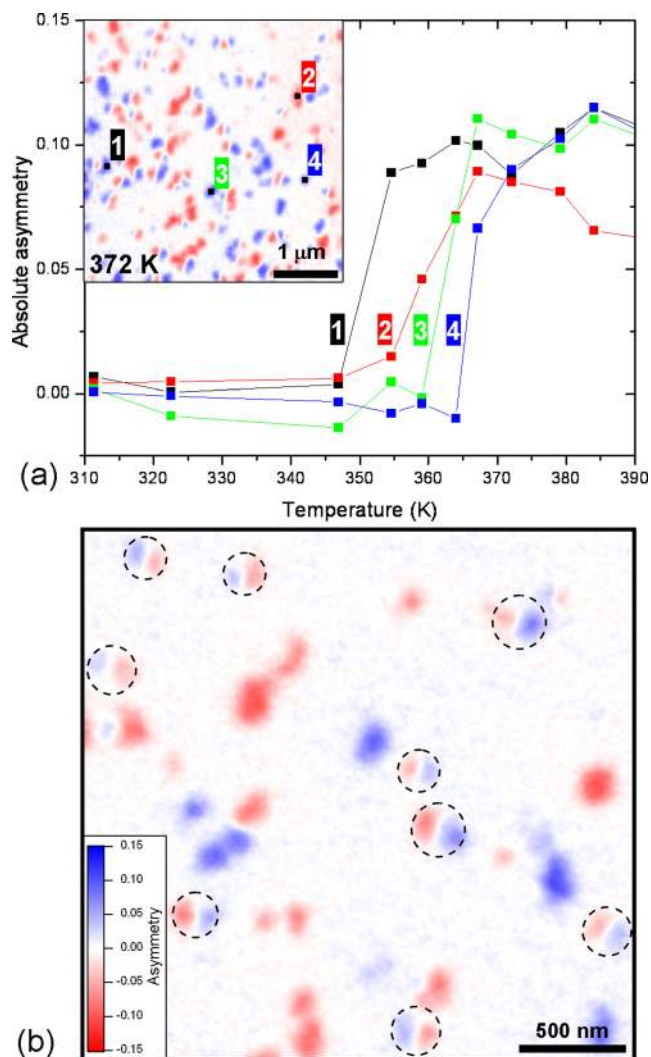 0.15
0.10
0.05
0.00
Absolute asymmetry
1
2
3
4
372 K
1 μm
1
2
3
4
310 320 330 340 350 360 370 380 390
Temperature (K)
(a)
0.15
0.10
0.05
0.00
-0.05
-0.10
-0.15
Asymmetry
500 nm
(b)